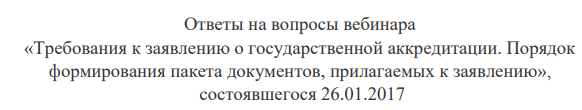 Ответы на вопросы вебинара
«Требования к заявлению о государственной аккредитации. Порядок
формирования пакета документов, прилагаемых к заявлению»,
состоявшегося 26.01.2017